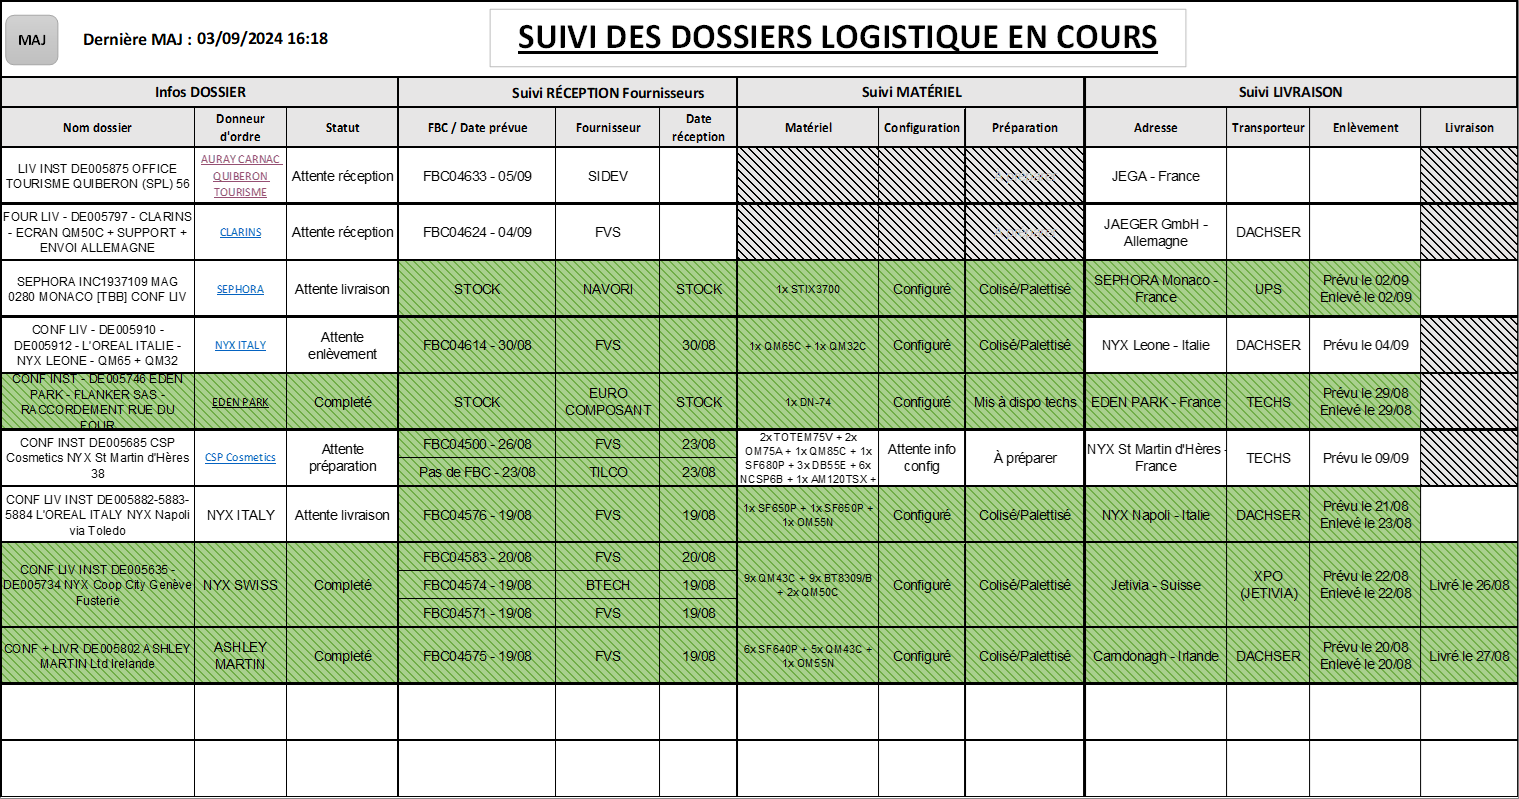 MAJ
Dernière MAJ : 03/09/2024 16:18
SUIVI DES DOSSIERS LOGISTIQUE EN COURS
Infos DOSSIER
Suivi RÉCEPTION Fournisseurs
Suivi MATÉRIEL
Suivi LIVRAISON
Nom dossier
Donneur
d'ordre
Statut
FBC / Date prévue
Fournisseur
Date
réception
Matériel
Configuration
Préparation
Adresse
Transporteur
Enlèvement
Livraison
LIV INST DE005875 OFFICE
TOURISME QUIBERON (SPL) 56
AURAY CARNAC
QUIBERON
TOURISME
Attente réception
FBC04633 - 05/09
SIDEV
JEGA - France
FOUR LIV - DE005797 - CLARINS
- ECRAN QM50C + SUPPORT +
ENVOI ALLEMAGNE
CLARINS
Attente réception
FBC04624 - 04/09
FVS
JAEGER GmbH -
Allemagne
DACHSER
SEPHORA INC1937109 MAG
0280 MONACO [TBB] CONF LIV
SEPHORA
Attente livraison
STOCK
NAVORI
STOCK
1x STIX3700
Configuré
Colisé/Palettisé
SEPHORA Monaco -
France
UPS
Prévu le 02/09
Enlevé le 02/09
CONF LIV - DE005910 -
DE005912 - L'OREAL ITALIE -
NYX LEONE - QM65 + QM32
NYX ITALY
Attente
enlèvement
FBC04614 - 30/08
FVS
30/08
1x QM65C + 1x QM32C
Configuré
Colisé/Palettisé
NYX Leone - Italie
DACHSER
Prévu le 04/09
CONF INST - DE005746 EDEN
PARK - FLANKER SAS -
RACCORDEMENT RUE DU
FOUR
EDEN PARK
Completé
STOCK
EURO
COMPOSANT
STOCK
1x DN-74
Configuré
Mis à dispo techs
EDEN PARK - France
TECHS
Prévu le 29/08
Enlevé le 29/08
CONF INST DE005685 CSP
Cosmetics NYX St Martin d'Hères
38
CSP Cosmetics
Attente
préparation
FBC04500 - 26/08
FVS
23/08
Pas de FBC - 23/08
TILCO
23/08
2x TOTEM75V + 2x
OM75A + 1x QM85C + 1x
SF680P + 3x DB55E + 6x
NCSP6B + 1x AM120TSX +
Attente info
config
À préparer
NYX St Martin d'Hères -
France
TECHS
Prévu le 09/09
CONF LIV INST DE005882-5883-
5884 L'OREAL ITALY NYX Napoli
via Toledo
NYX ITALY
Attente livraison
FBC04576 - 19/08
FVS
19/08
1x SF650P + 1x SF650P +
1x OM55N
Configuré
Colisé/Palettisé
NYX Napoli - Italie
DACHSER
Prévu le 21/08
Enlevé le 23/08
CONF LIV INST DE005635 -
DE005734 NYX Coop City Genève
Fusterie
NYX SWISS
Completé
FBC04583 - 20/08
FVS
20/08
FBC04574 - 19/08
BTECH
19/08
FBC04571 - 19/08
FVS
19/08
9x QM43C + 9x BT8309/B
+ 2x QM50C
Configuré
Colisé/Palettisé
Jetivia - Suisse
XPO
(JETIVIA)
Prévu le 22/08
Enlevé le 22/08
Livré le 26/08
CONF + LIVR DE005802 ASHLEY
MARTIN Ltd Irelande
ASHLEY
MARTIN
Completé
FBC04575 - 19/08
FVS
19/08
6x SF640P + 5x QM43C +
1x OM55N
Configuré
Colisé/Palettisé
Carndonagh - Irlande
DACHSER
Prévu le 20/08
Enlevé le 20/08
Livré le 27/08